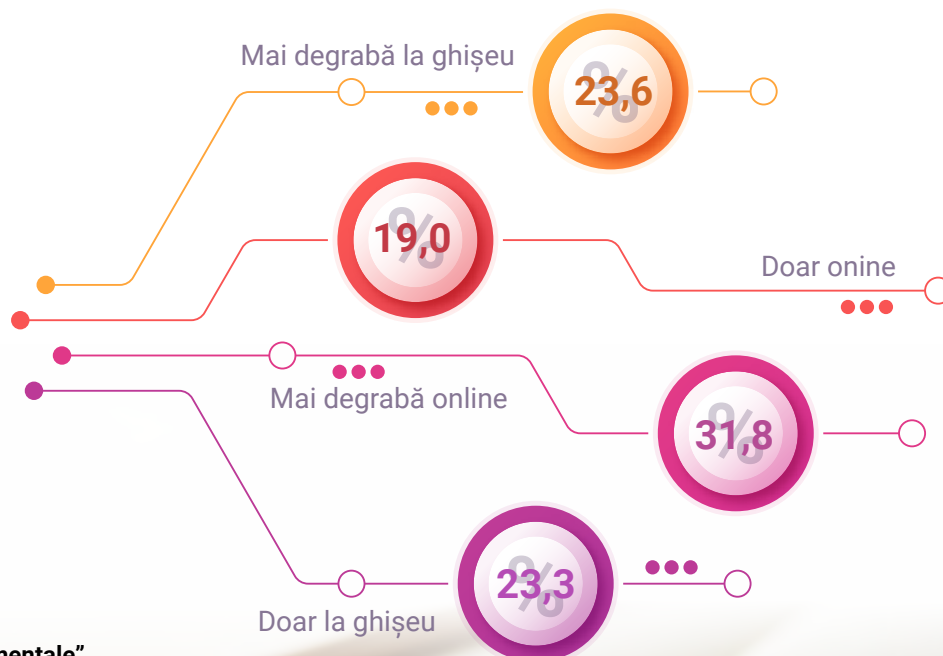 Mai degrabă la ghișeu
%
23,6
%
19,0
Doar onine
Mai degrabă online
%
31,8
%
23,3
Doar la ghișeu